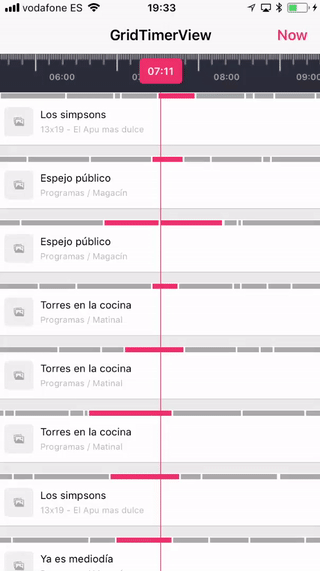 vodafone ES 19:33
GridTimerView Now
06:00 07:11 08:00 09:00
Los simpsons
13x19 - El Apu mas dulce
Espejo público
Programas / Magacín
Espejo público
Programas / Magacín
Torres en la cocina
Programas / Matinal
Torres en la cocina
Programas / Matinal
Torres en la cocina
Programas / Matinal
Los simpsons
13x19 - El Apu mas dulce
Ya es mediodía